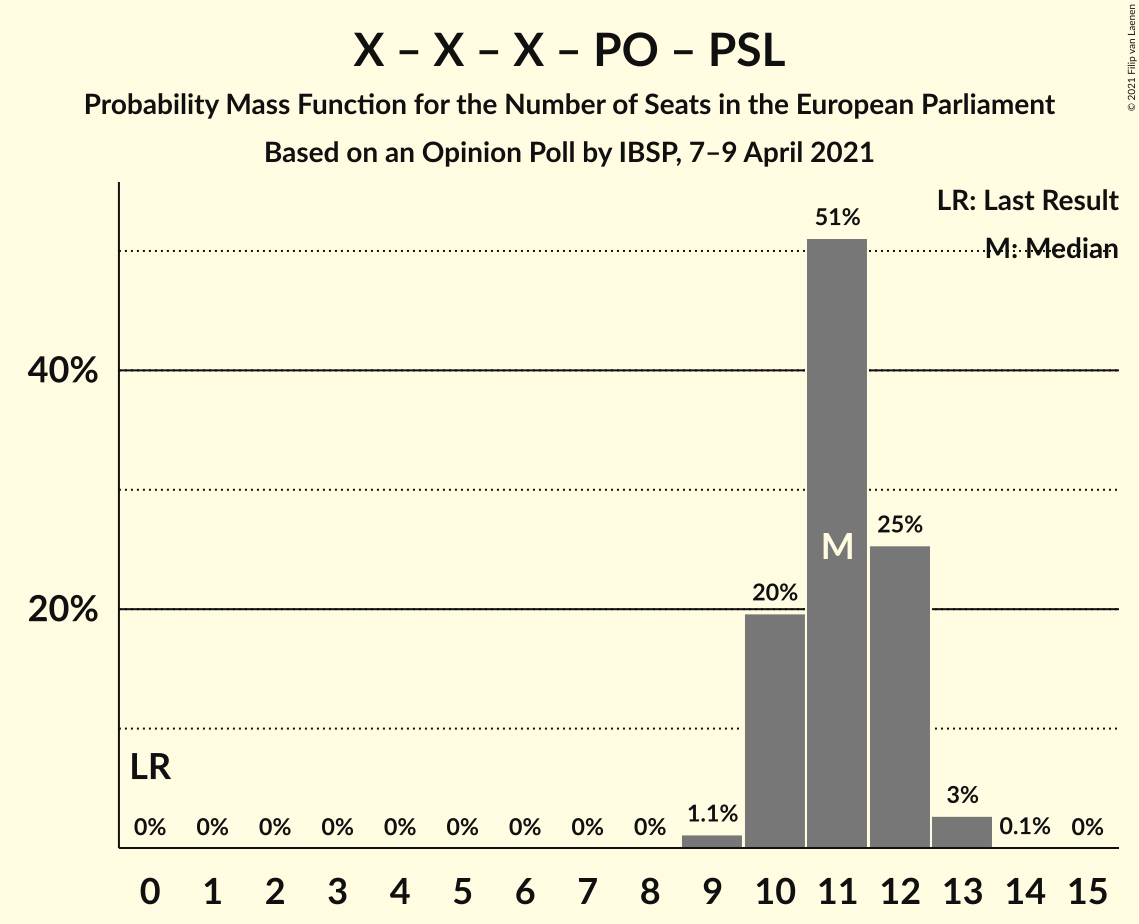 X – X – X – PO – PSL
Probability Mass Function for the Number of Seats in the European Parliament
Based on an Opinion Poll by IBSP, 7–9 April 2021
© 2021 Filip van Laenen
LR: Last Result
M: Median
51%
40%
25%
M
20%
20%
LR
3%
1.1%
0% 0% 0% 0% 0% 0% 0% 0% 0% 0.1% 0%
0 1 2 3 4 5 6 7 8 9 10 11 12 13 14 15